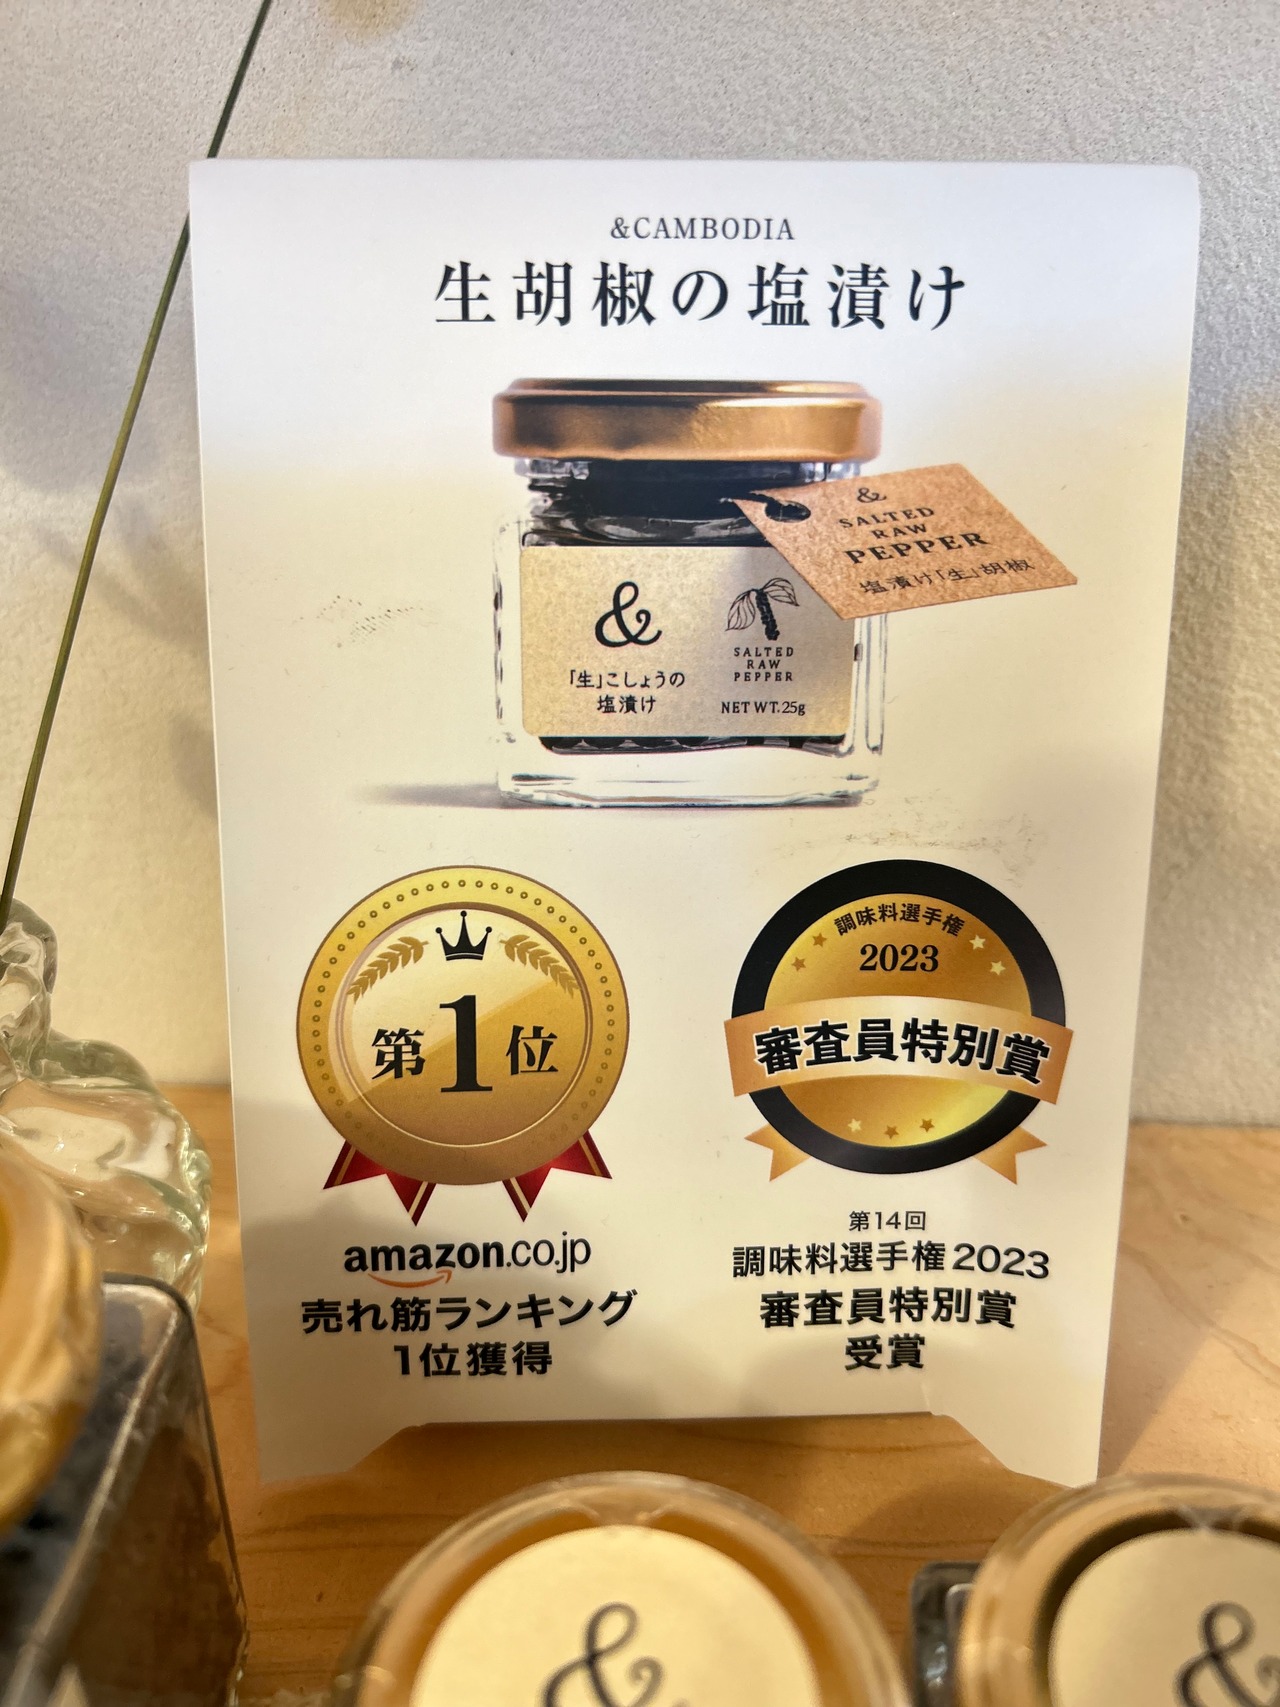 &CAMBODIA
生胡椒の塩漬け
&
SALTED
RAW
PEPPER
塩漬け「生」胡椒
&
「生」こしょうの
塩漬け
SALTED
RAW
PEPPER
NET WT.25g
第1位
amazon.co.jp
売れ筋ランキング
1位獲得
調味料選手権
2023
審査員特別賞
第14回
調味料選手権2023
審査員特別賞
受賞
&
&